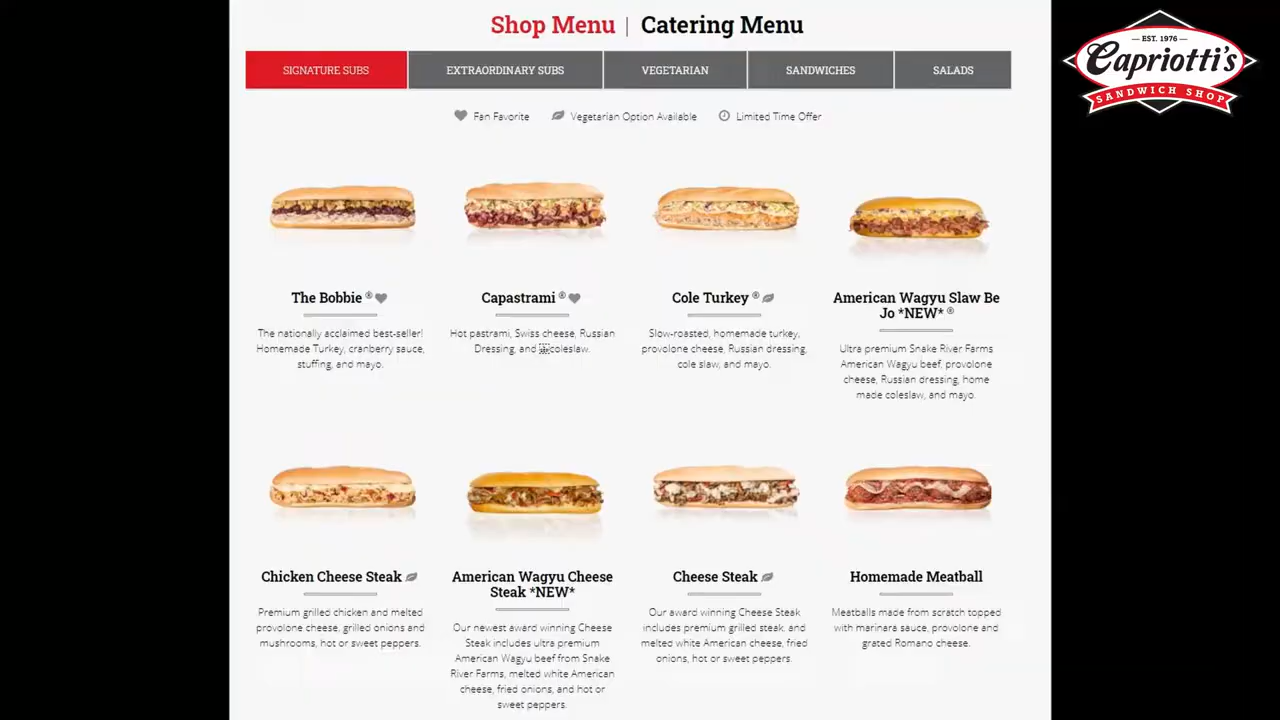 Shop Menu | Catering Menu
SIGNATURE SUBS
EXTRAORDINARY SUBS
VEGETARIAN
SANDWICHES
SALADS
— EST. 1976 —
Capriotti's
SANDWICH SHOP
Fan Favorite
Vegetarian Option Available
Limited Time Offer
The Bobbie ®
The nationally acclaimed best-seller!
Homemade Turkey, cranberry sauce,
stuffing, and mayo.
Capastrami ®
Hot pastrami, Swiss cheese, Russian
Dressing, and coleslaw.
Cole Turkey ®
Slow-roasted, homemade turkey,
provolone cheese, Russian dressing,
cole slaw, and mayo.
American Wagyu Slaw Be
Jo *NEW* ®
Ultra premium Snake River Farms
American Wagyu beef, provolone
cheese, Russian dressing, home
made coleslaw, and mayo.
Chicken Cheese Steak
Premium grilled chicken and melted
provolone cheese, grilled onions and
mushrooms, hot or sweet peppers.
American Wagyu Cheese
Steak *NEW*
Our newest award winning Cheese
Steak includes ultra premium
American Wagyu beef from Snake
River Farms, melted white American
cheese, fried onions, and hot or
sweet peppers.
Cheese Steak
Our award winning Cheese Steak
includes premium grilled steak, and
melted white American cheese, fried
onions, hot or sweet peppers.
Homemade Meatball
Meatballs made from scratch topped
with marinara sauce, provolone and
grated Romano cheese.